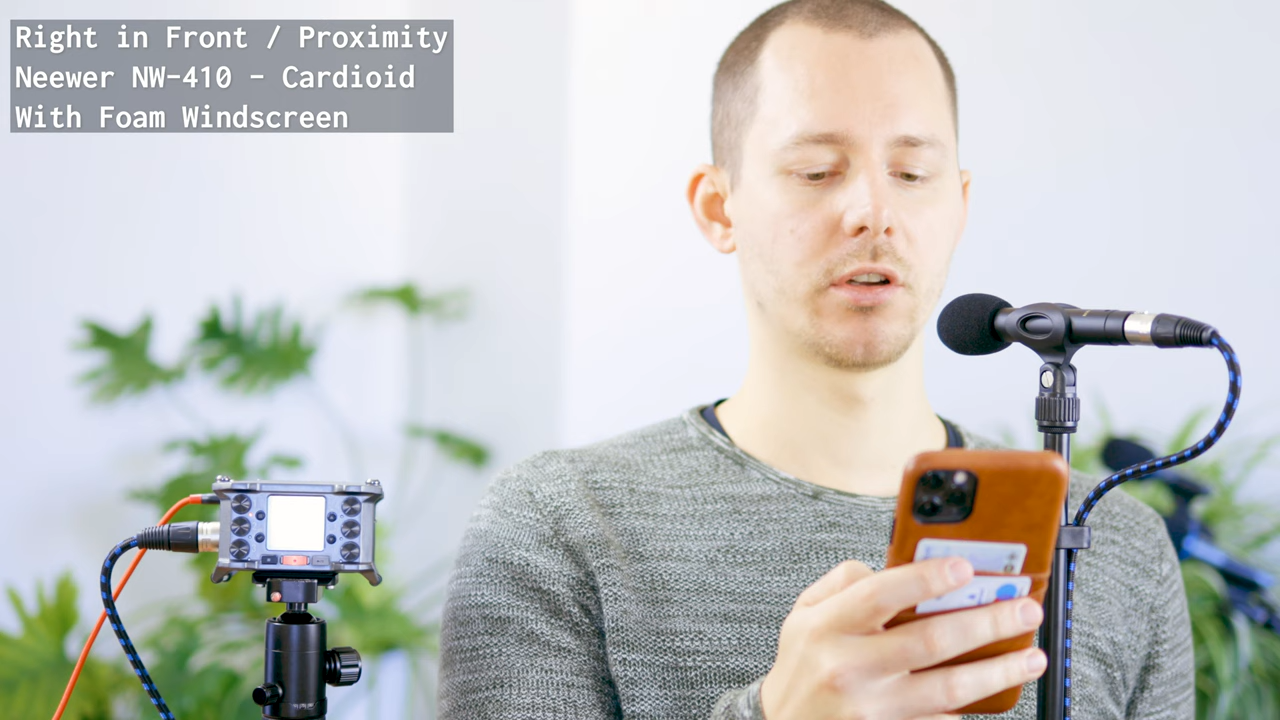 Right in Front / Proximity
Neewer NW-410 - Cardioid
With Foam Windscreen